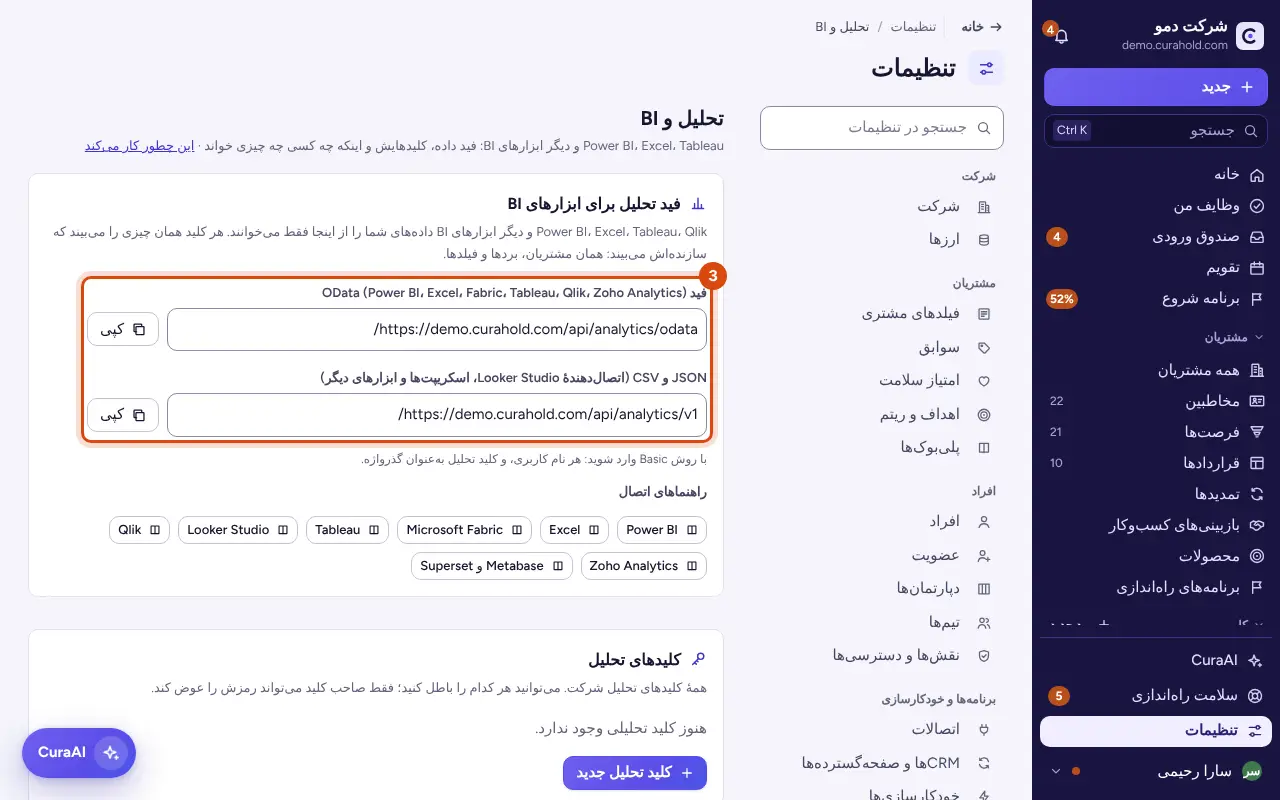 شرکت دمو
demo.curahold.com
4
جدید
جستجو
Ctrl K
خانه
وظایف من
صندوق ورودی
4
تقویم
برنامه شروع
52%
مشتریان
همه مشتریان
مخاطبین
22
فرصت‌ها
21
قراردادها
10
تمدیدها
بازبینی‌های کسب‌وکار
محصولات
برنامه‌های راه‌اندازی
CuraAI
سلامت راه‌اندازی
5
تنظیمات
سارا رحیمی
سر
خانه
تنظیمات / تحلیل و BI
تنظیمات
جستجو در تنظیمات
شرکت
شرکت
ارزها
مشتریان
فیلدهای مشتری
سوابق
امتیاز سلامت
اهداف و ریتم
پلی‌بوک‌ها
افراد
افراد
عضویت
دپارتمان‌ها
تیم‌ها
نقش‌ها و دسترسی‌ها
برنامه‌ها و خودکارسازی
اتصالات
CRMها و صفحه‌گسترده‌ها
خودکارسازی‌ها
تحلیل و BI
Power BI، Excel، Tableau و دیگر ابزارهای BI: فید داده، کلیدهایش و اینکه چه کسی چه چیزی خواند · این چطور کار می‌کند
فید تحلیل برای ابزارهای BI
Power BI، Excel، Tableau، Qlik و دیگر ابزارهای BI داده‌های شما را از اینجا فقط می‌خوانند. هر کلید همان چیزی را می‌بیند که
سازنده‌اش می‌بیند: همان مشتریان، بردها و فیلدها.
3
فید OData (Power BI، Excel، Fabric، Tableau، Qlik، Zoho Analytics)
https://demo.curahold.com/api/analytics/odata/
کپی
JSON و CSV (اتصال‌دهندهٔ Looker Studio، اسکریپت‌ها و ابزارهای دیگر)
https://demo.curahold.com/api/analytics/v1/
کپی
با روش Basic وارد شوید: هر نام کاربری، و کلید تحلیل به‌عنوان گذرواژه.
راهنماهای اتصال
Power BI
Excel
Microsoft Fabric
Tableau
Looker Studio
Qlik
Zoho Analytics
Metabase و Superset
کلیدهای تحلیل
همهٔ کلیدهای تحلیل شرکت. می‌توانید هر کدام را باطل کنید؛ فقط صاحب کلید می‌تواند رمزش را عوض کند.
هنوز کلید تحلیلی وجود ندارد.
کلید تحلیل جدید
CuraAI